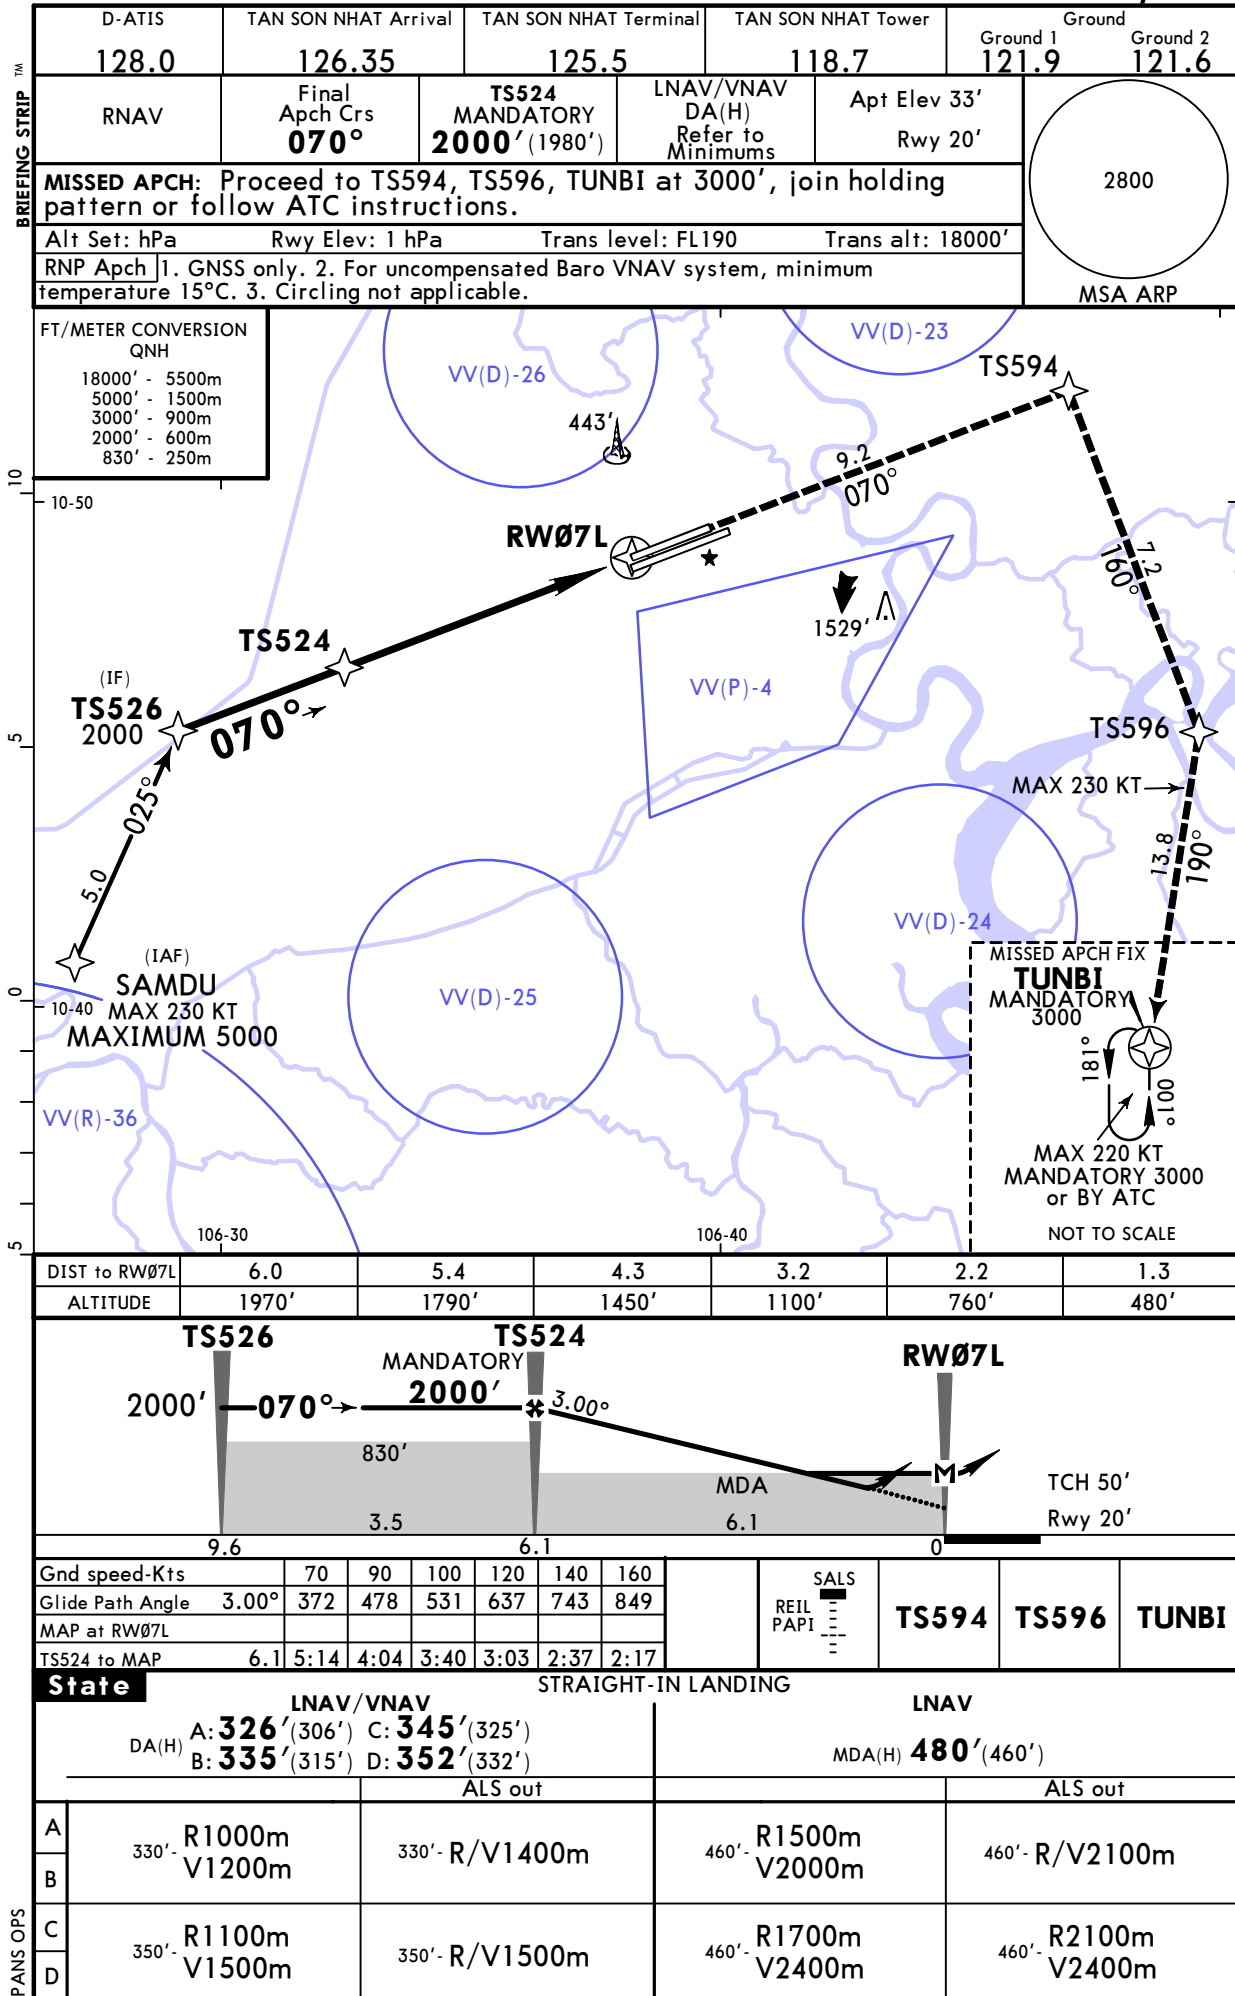 D-ATIS
128.0
TAN SON NHAT Arrival
126.35
TAN SON NHAT Terminal
125.5
TAN SON NHAT Tower
118.7
Ground
Ground 1 Ground 2
121.9 121.6
BRIEFING STRIP TM
RNAV
Final
Apch Crs
070°
TS524
MANDATORY
2000' (1980')
LNAV/VNAV
DA(H)
Refer to
Minimums
Apt Elev 33'
Rwy 20'
2800
MSA ARP
MISSED APCH: Proceed to TS594, TS596, TUNBI at 3000', join holding
pattern or follow ATC instructions.
Alt Set: hPa Rwy Elev: 1 hPa Trans level: FL190 Trans alt: 18000'
RNP Apch 1. GNSS only. 2. For uncompensated Baro VNAV system, minimum
temperature 15°C. 3. Circling not applicable.
FT/METER CONVERSION
QNH
18000' - 5500m
5000' - 1500m
3000' - 900m
2000' - 600m
830' - 250m
VV(D)-26
VV(D)-23
TS594
443'
9.2
070°
10
10-50
RWØ7L
7.2
160°
1529'
TS524
(IF)
TS526
2000
070°
VV(P)-4
TS596
5
MAX 230 KT
025°
5.0
13.8
190°
VV(D)-24
(IAF)
SAMDU
MAX 230 KT
MAXIMUM 5000
0
10-40
VV(D)-25
MISSED APCH FIX
TUNBI
MANDATORY
3000
181°
001°
MAX 220 KT
MANDATORY 3000
or BY ATC
NOT TO SCALE
VV(R)-36
5
106-30
106-40
DIST to RWØ7L 6.0 5.4 4.3 3.2 2.2 1.3
ALTITUDE 1970' 1790' 1450' 1100' 760' 480'
TS526
TS524
RWØ7L
MANDATORY
2000'
2000'
070°
3.00°
830'
MDA
M
TCH 50'
Rwy 20'
3.5
6.1
9.6
6.1
0
Gnd speed-Kts 70 90 100 120 140 160
Glide Path Angle 3.00° 372 478 531 637 743 849
MAP at RWØ7L
TS524 to MAP 6.1 5:14 4:04 3:40 3:03 2:37 2:17
SALS
REIL
PAPI
TS594
TS596
TUNBI
State
STRAIGHT-IN LANDING
LNAV/VNAV
DA(H) A: 326'(306') C: 345'(325')
B: 335'(315') D: 352'(332')
LNAV
MDA(H) 480'(460')
ALS out
ALS out
A
B
330'- R1000m
V1200m
330'- R/V1400m
460'- R1500m
V2000m
460'- R/V2100m
C
D
350'- R1100m
V1500m
350'- R/V1500m
460'- R1700m
V2400m
460'- R2100m
V2400m
PANS OPS